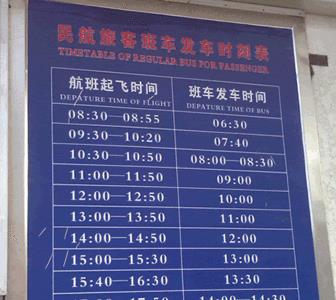 民航旅客班车发车时刻表
TIMETABLE OF REGULAR BUS FOR PASSENGER
航班起飞时间 班车发车时间
DEPATURE TIME OF FLIGHT DEPATURE TIME OF BUS
08:30—08:55 06:30
09:30—10:20 07:40
10:30—10:50 08:00—08:30
11:00—11:50 09:00
12:00—12:50 10:00
13:00—13:50 11:00
14:00—14:50 12:00
15:00—15:30 13:00
15:40—16:30 13:30